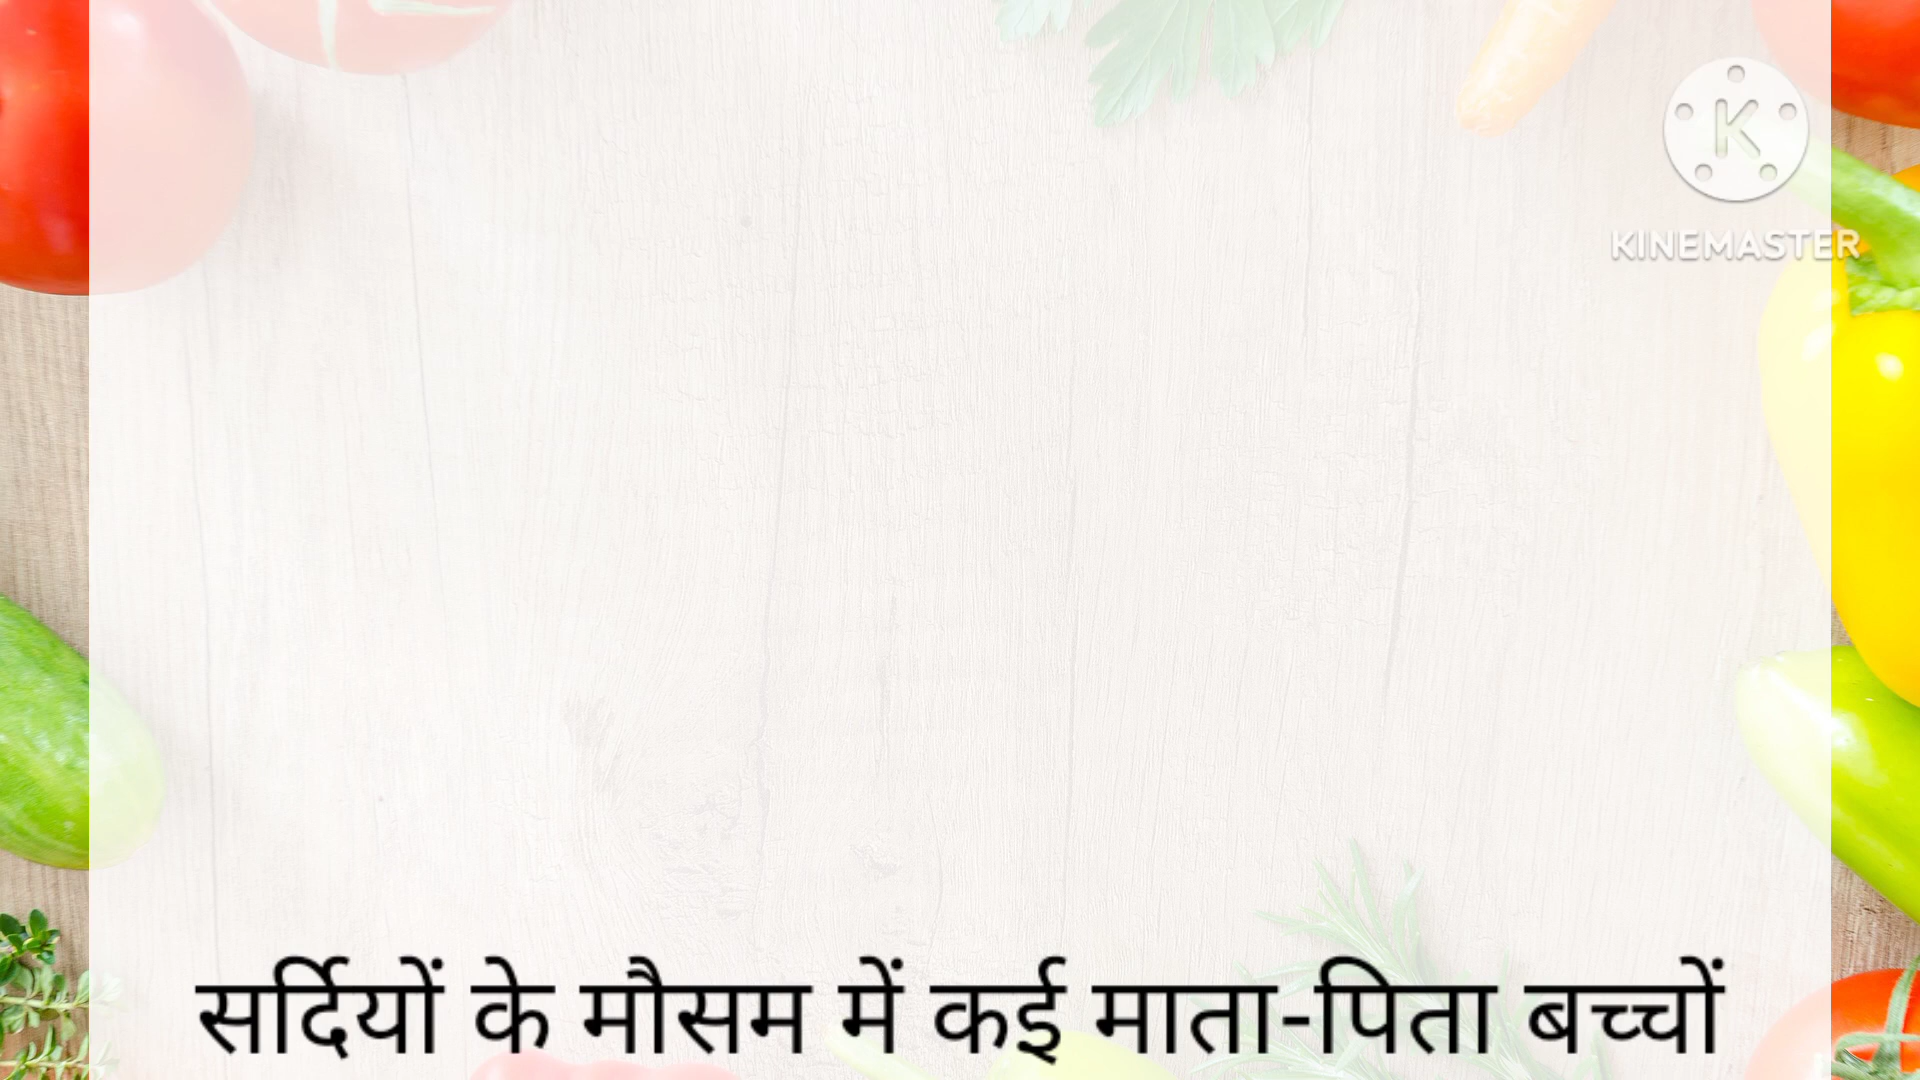 K
KINEMASTER
सर्दियों के मौसम में कई माता-पिता बच्चों